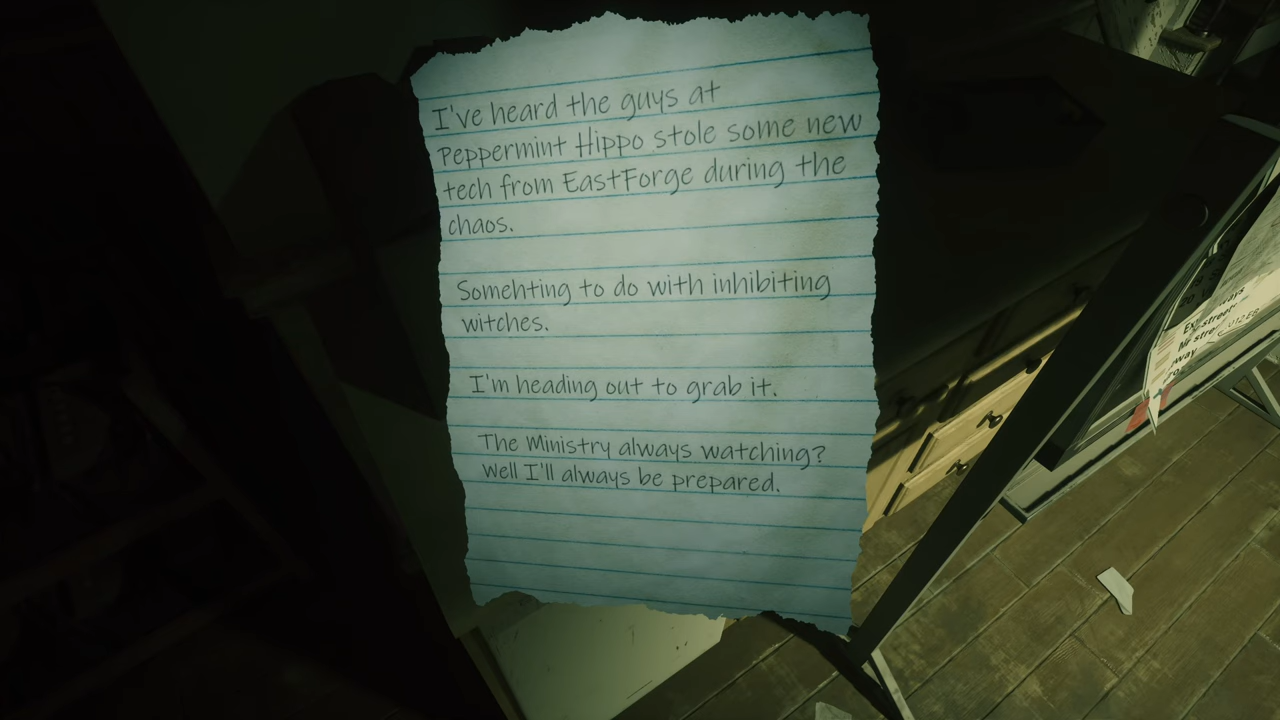 I've heard the guys at
Peppermint Hippo stole some new
tech from EastForge during the
chaos.
Somehting to do with inhibiting
witches.
I'm heading out to grab it.
The Ministry always watching?
Well I'll always be prepared.